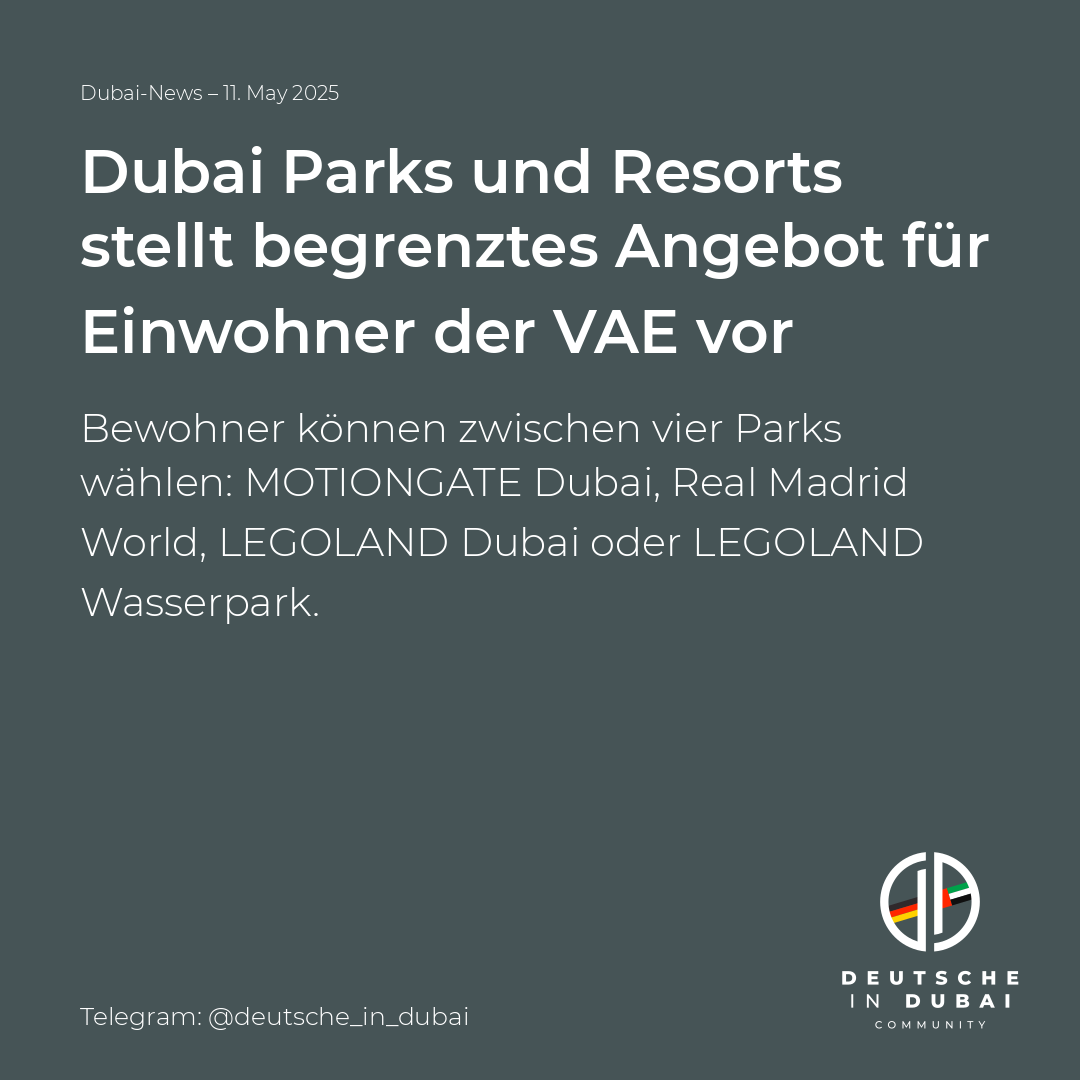 Dubai-News – 11. May 2025
Dubai Parks und Resorts
stellt begrenztes Angebot für
Einwohner der VAE vor
Bewohner können zwischen vier Parks
wählen: MOTIONGATE Dubai, Real Madrid
World, LEGOLAND Dubai oder LEGOLAND
Wasserpark.
DEUTSCHE
IN DUBAI
COMMUNITY
Telegram: @deutsche_in_dubai